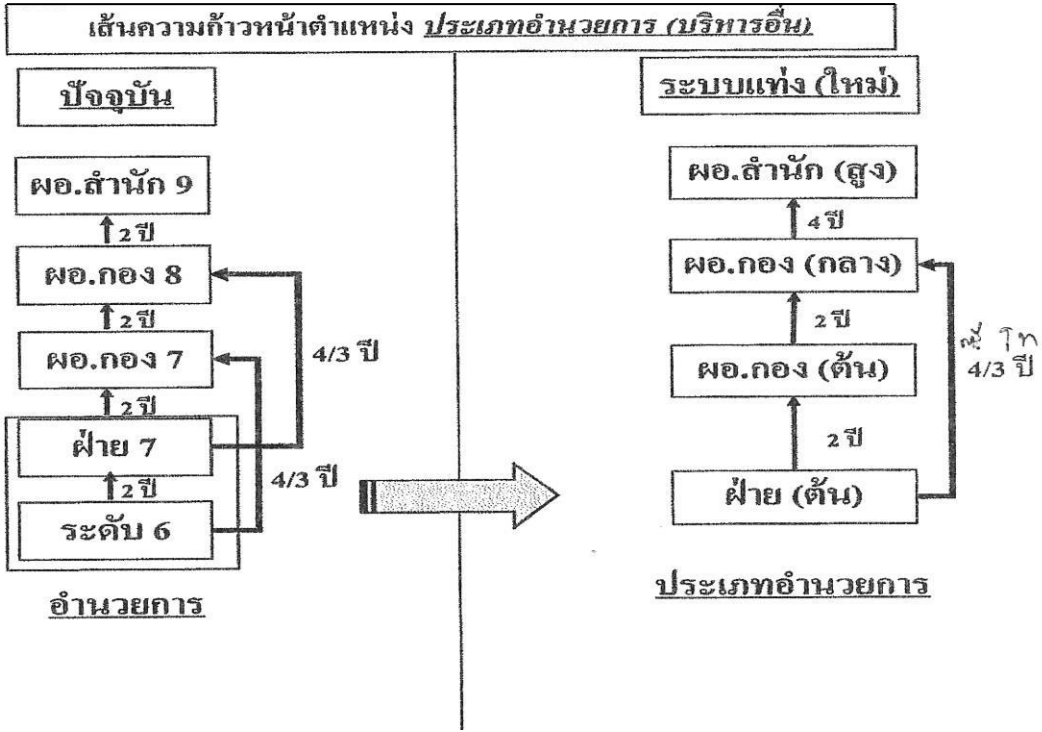 เส้นความก้าวหน้าตำแหน่ง ประเภทอำนวยการ (บริหารอื่น)
ปัจจุบัน
ผอ.สำนัก 9
2 ปี
ผอ.กอง 8
2 ปี
ผอ.กอง 7
4/3 ปี
2 ปี
ฝ่าย 7
4/3 ปี
2 ปี
ระดับ 6
อำนวยการ
ระบบแท่ง (ใหม่)
ผอ.สำนัก (สูง)
4 ปี
ผอ.กอง (กลาง)
2 ปี
โท
4/3 ปี
ผอ.กอง (ต้น)
2 ปี
ฝ่าย (ต้น)
ประเภทอำนวยการ